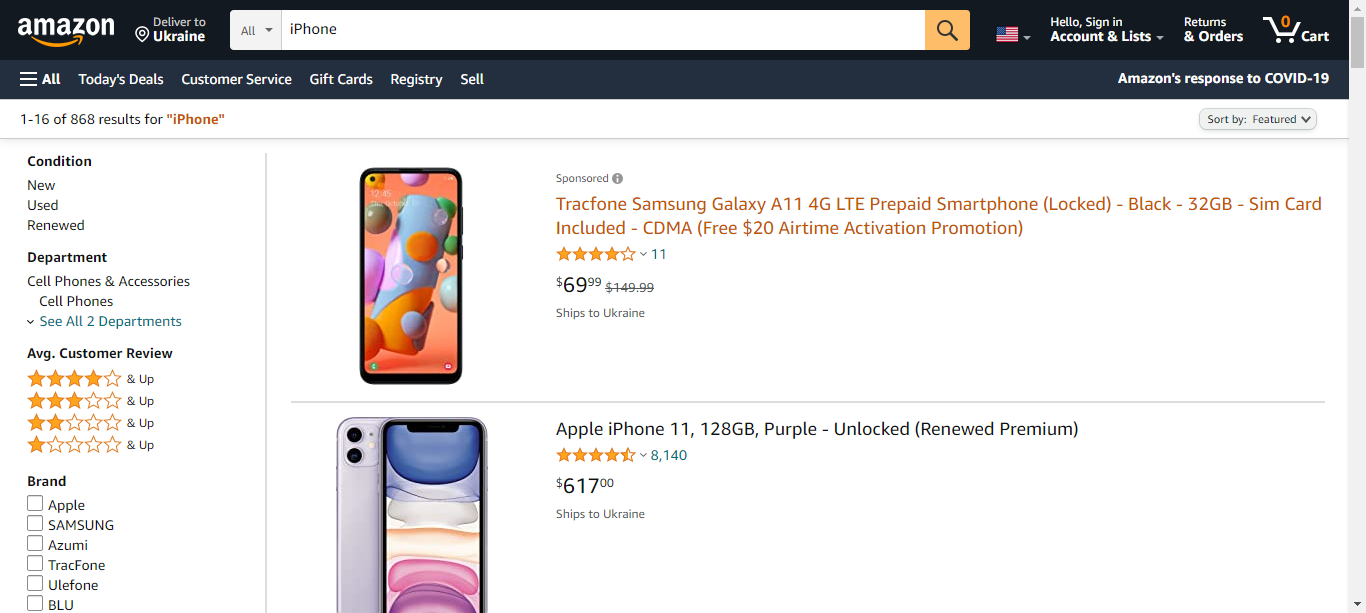 amazon
Deliver to
Ukraine
All
iPhone
Hello, Sign in
Account & Lists
Returns
& Orders
0
Cart
All
Today's Deals
Customer Service
Gift Cards
Registry
Sell
Amazon's response to COVID-19
1-16 of 868 results for "iPhone"
Sort by: Featured
Condition
New
Used
Renewed
Department
Cell Phones & Accessories
Cell Phones
See All 2 Departments
Avg. Customer Review
& Up
& Up
& Up
& Up
Brand
Apple
SAMSUNG
Azumi
TracFone
Ulefone
BLU
12:45
Sponsored
Tracfone Samsung Galaxy A11 4G LTE Prepaid Smartphone (Locked) - Black - 32GB - Sim Card
Included - CDMA (Free $20 Airtime Activation Promotion)
11
$6999 $149.99
Ships to Ukraine
Apple iPhone 11, 128GB, Purple - Unlocked (Renewed Premium)
8,140
$61700
Ships to Ukraine